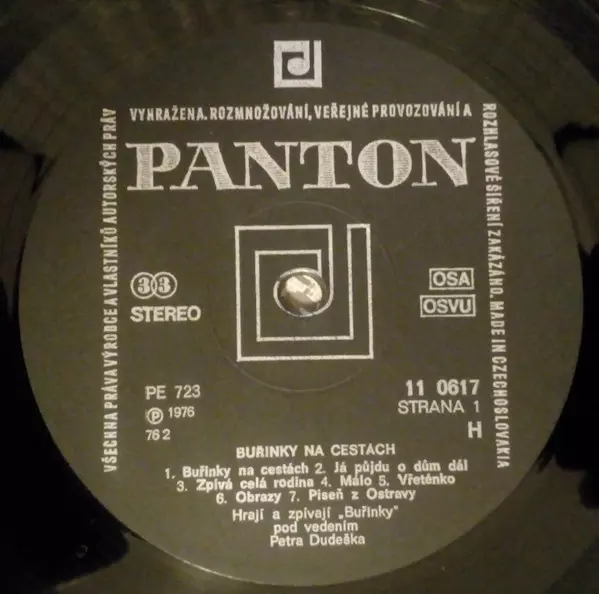 VYHRAŽENA. ROZMNOŽOVÁNÍ, VEŘEJNÉ PROVOZOVÁNÍ A
VŠECHNA PRÁVA VÝROBCE A VLASTNÍKŮ AUTORSKÝCH PRÁV
ROZHLASOVÉ ŠÍŘENÍ ZAKÁZÁNO. MADE IN CZECHOSLOVAKIA
PANTON
33
STEREO
OSA
OSVU
PE 723
Ⓟ 1976
76 2
11 0617
STRANA 1
H
BUŘINKY NA CESTÁCH
1. Buřinky na cestách 2. Já půjdu o dům dál
3. Zpívá celá rodina 4. Málo 5. Vřeténko
6. Obrazy 7. Píseň z Ostravy
Hrají a zpívají „Buřinky"
pod vedením
Petra Dudeška